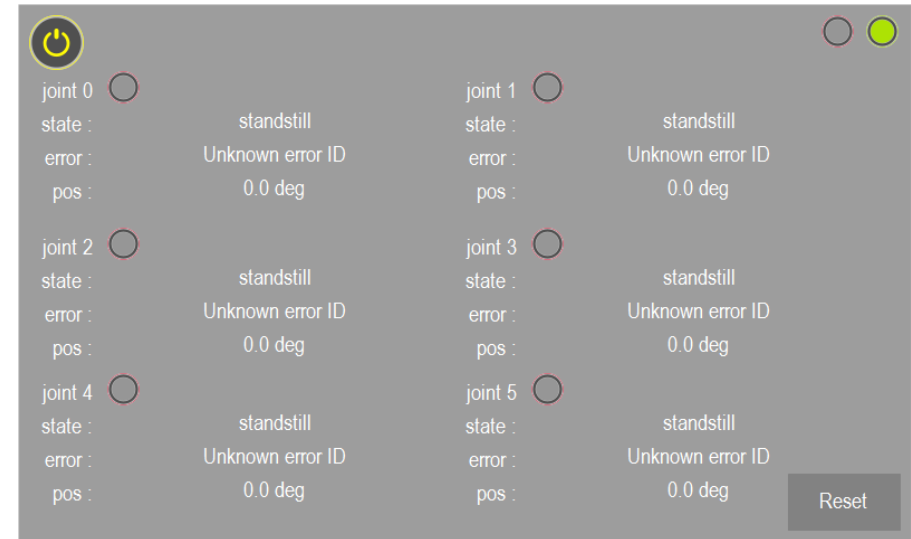 joint 0
state : standstill
error : Unknown error ID
pos : 0.0 deg
joint 1
state : standstill
error : Unknown error ID
pos : 0.0 deg
joint 2
state : standstill
error : Unknown error ID
pos : 0.0 deg
joint 3
state : standstill
error : Unknown error ID
pos : 0.0 deg
joint 4
state : standstill
error : Unknown error ID
pos : 0.0 deg
joint 5
state : standstill
error : Unknown error ID
pos : 0.0 deg
Reset